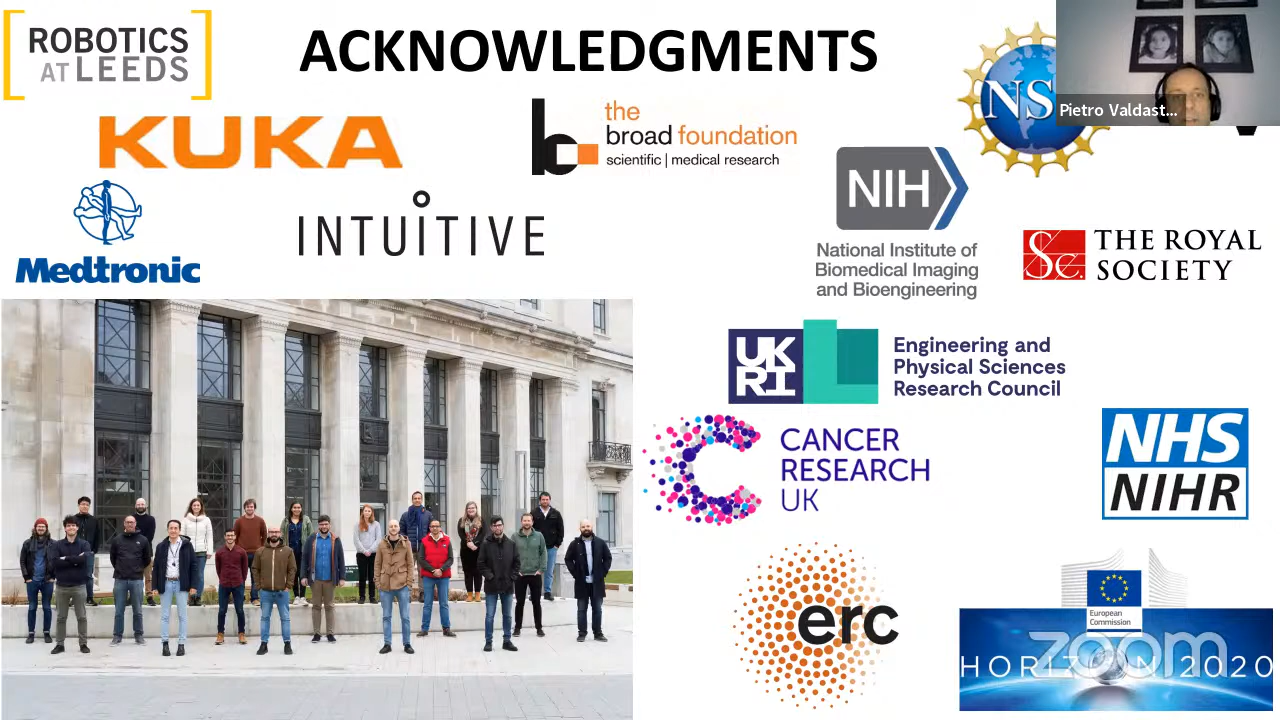 ROBOTICS
AT LEEDS
ACKNOWLEDGMENTS
NS
Pietro Valdast...
KUKA
the
broad foundation
scientific | medical research
NIH
National Institute of
Biomedical Imaging
and Bioengineering
Medtronic
INTUITIVE
THE ROYAL
SOCIETY
UK
RI
Engineering and
Physical Sciences
Research Council
CANCER
RESEARCH
UK
NHS
NIHR
erc
European
Commission
zoom
HORIZON 2020